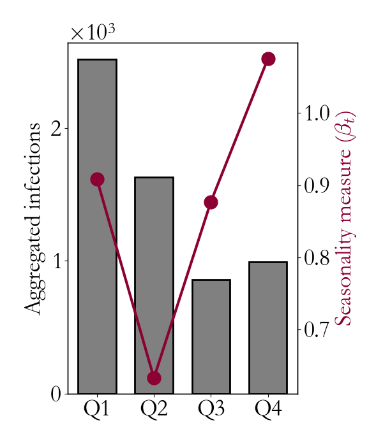 ×10³
Aggregated infections
2
1
0
1.0
0.9
0.8
0.7
Seasonality measure (βₜ)
Q1 Q2 Q3 Q4